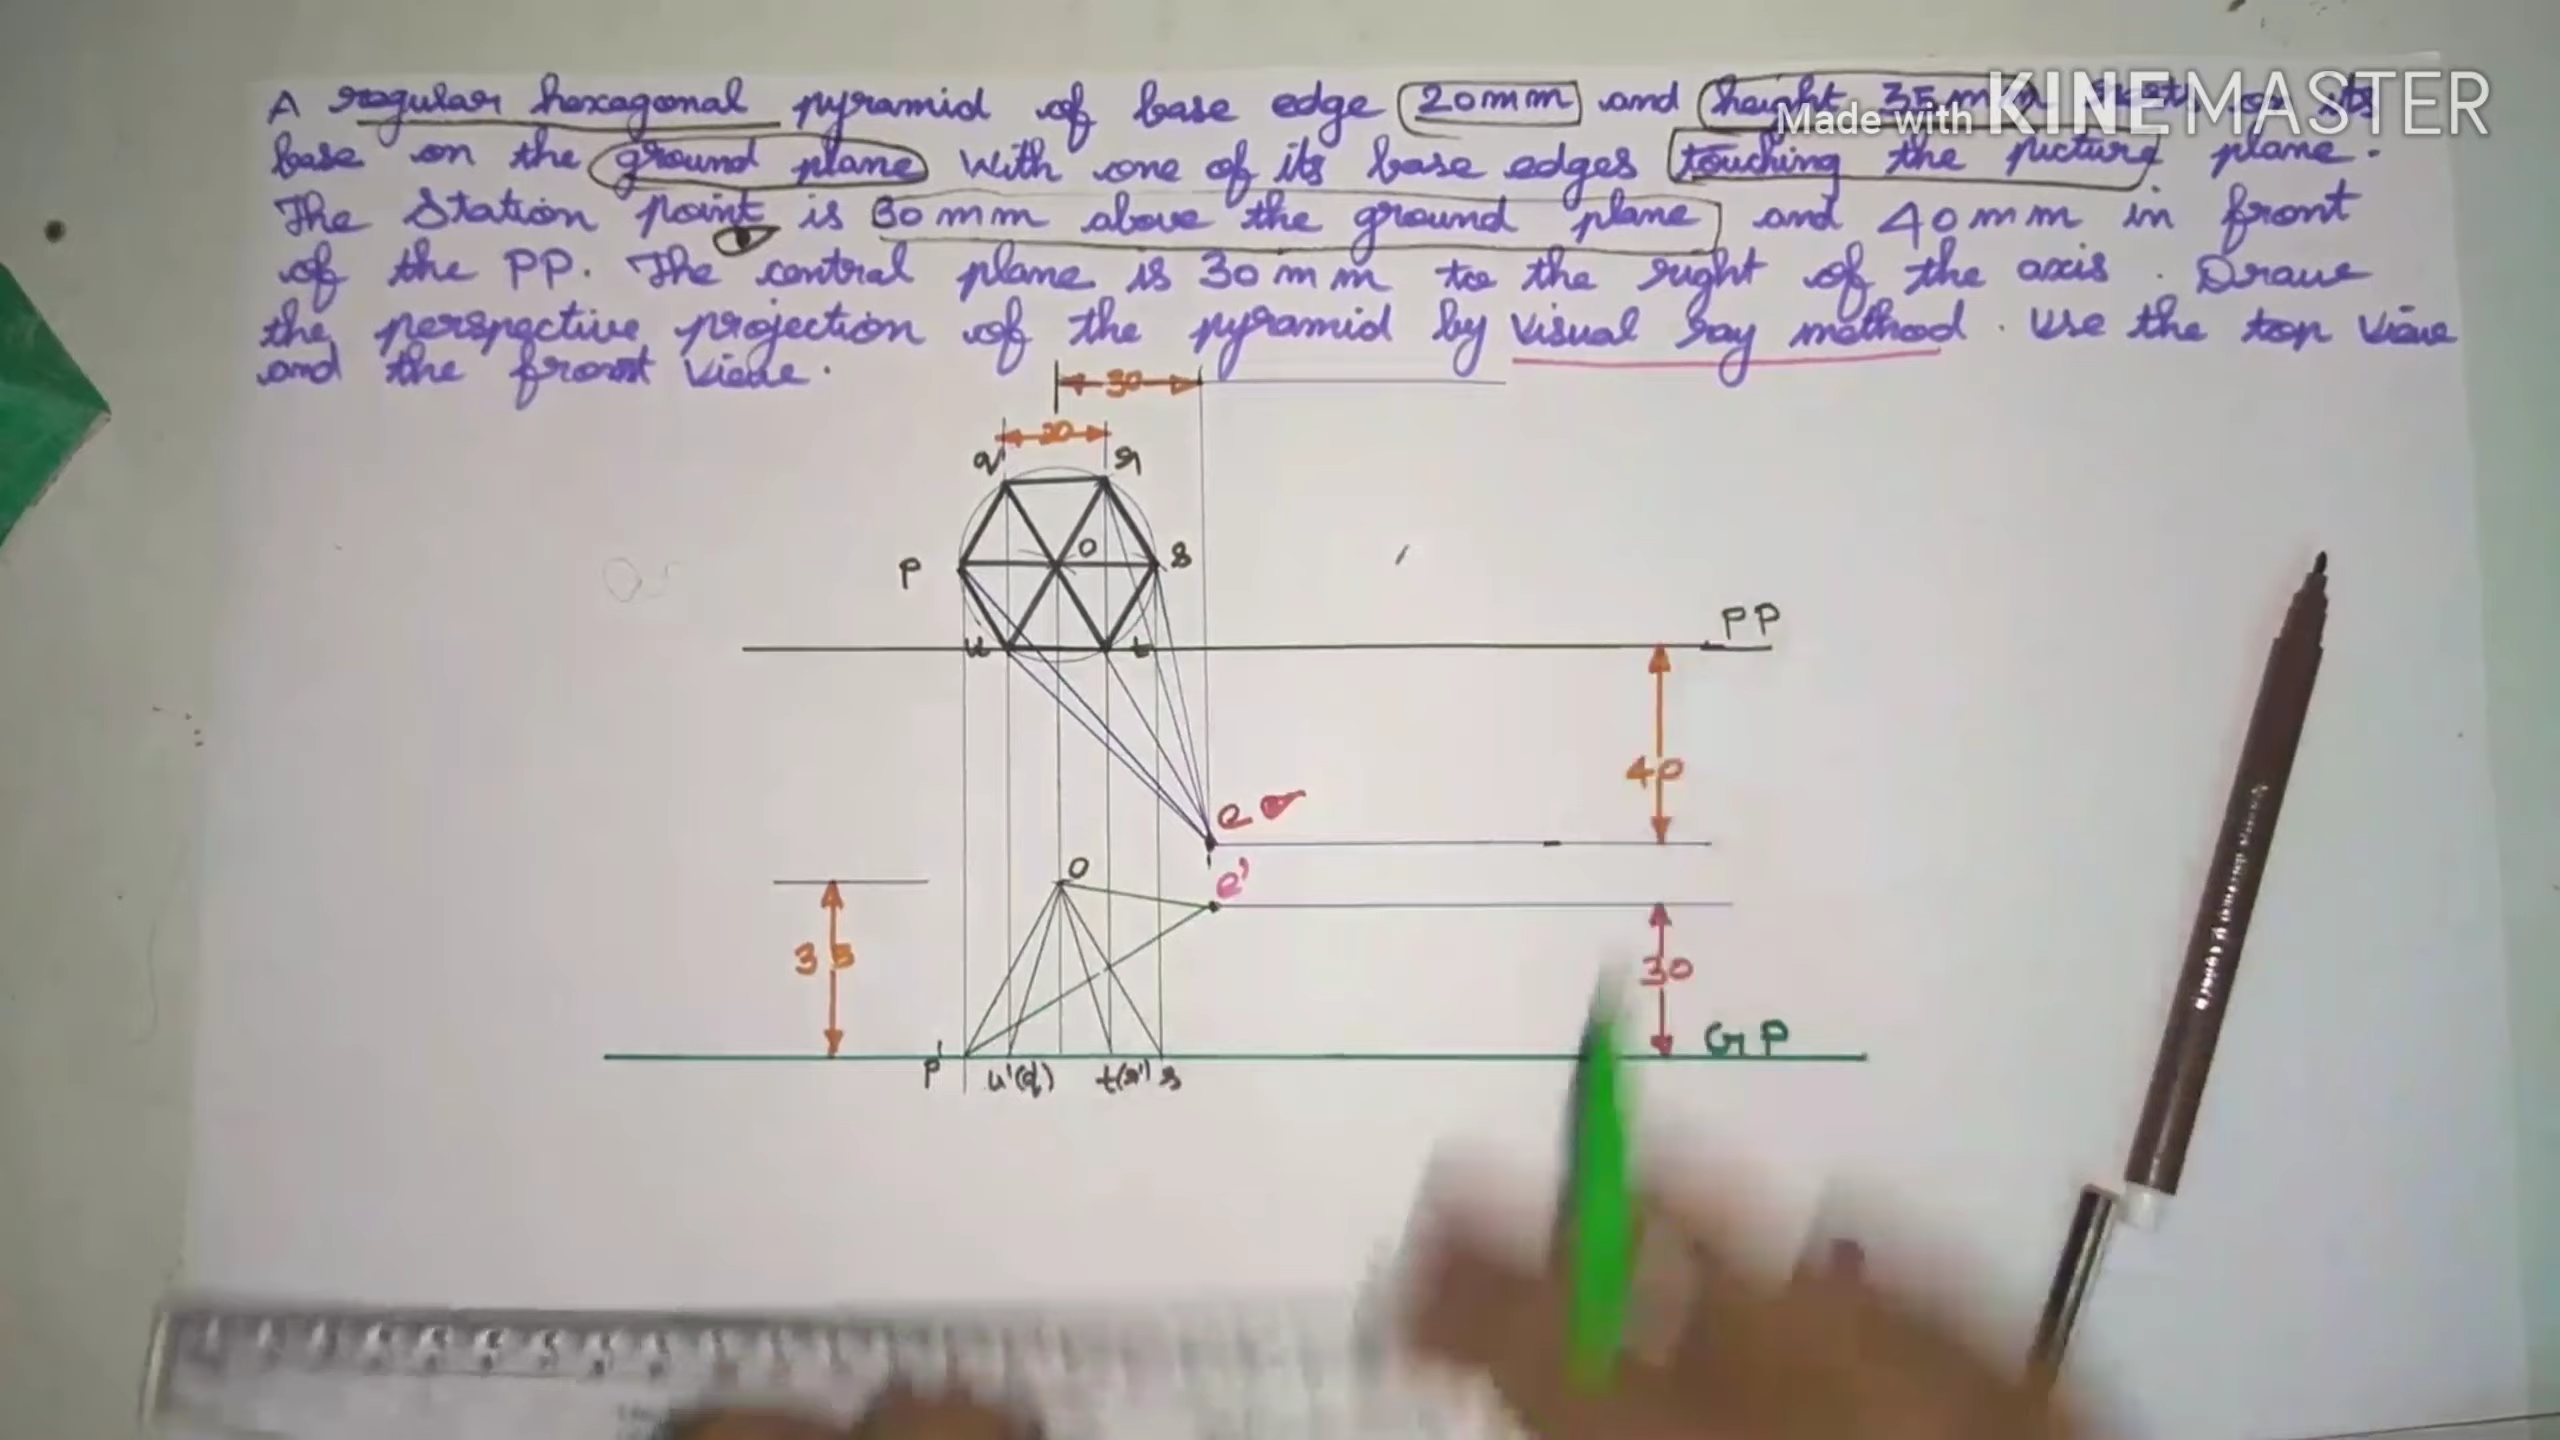 A regular hexagonal pyramid of base edge 20mm and height 35mm rests on its
Made with KINEMASTER
base on the ground plane with one of its base edges touching the picture plane.
The Station point is 30mm above the ground plane and 40mm in front
of the PP. The central plane is 30mm to the right of the axis. Draw
the perspective projection of the pyramid by visual ray method. Use the top view
and the front view.
30
20
q r
p o s
PP
u t
40
e
o
e'
35
30
GP
p' u'(q') t(r') s